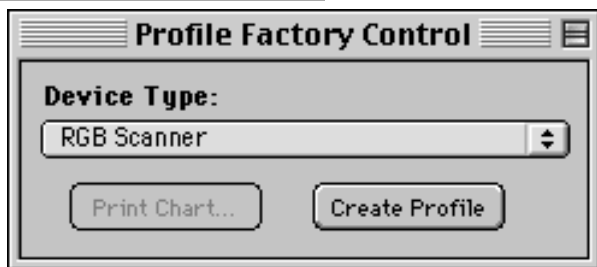 Profile Factory Control
Device Type:
RGB Scanner
Print Chart...
Create Profile